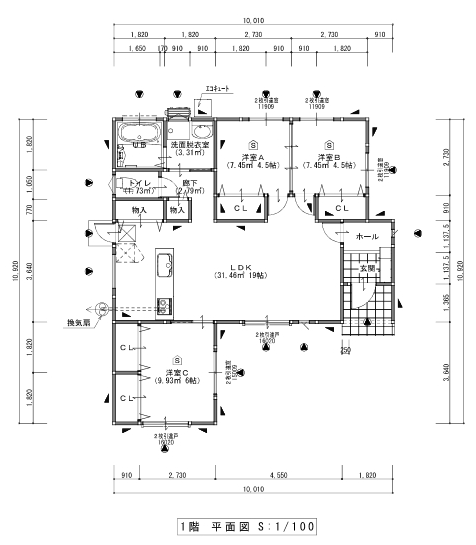 10,010
1,820 2,730 2,730
1,650 170 910 910 1,820 910 910 1,820 910
エコキュート
2枚引違窓
11909
2枚引違窓
11909
UB
洗面脱衣室
(3.31㎡)
洋室A
(7.45㎡ 4.5帖)
洋室B
(7.45㎡ 4.5帖)
S
S
2枚引違窓
トイレ
廊下
物入
物入
CL
CL
ホール
玄関
LDK
(31.46㎡ 19帖)
換気扇
2枚引違戸
16020
250
CL
CL
S
洋室C
(9.93㎡ 6帖)
2枚引違窓
2枚引違戸
16020
1,820
1,050
770
3,640
1,820
1,820
10,920
2,730
910
1,137.5
1,137.5
1,365
3,640
10,920
910 2,730 4,550 1,820
10,010
1階 平面図 S:1/100